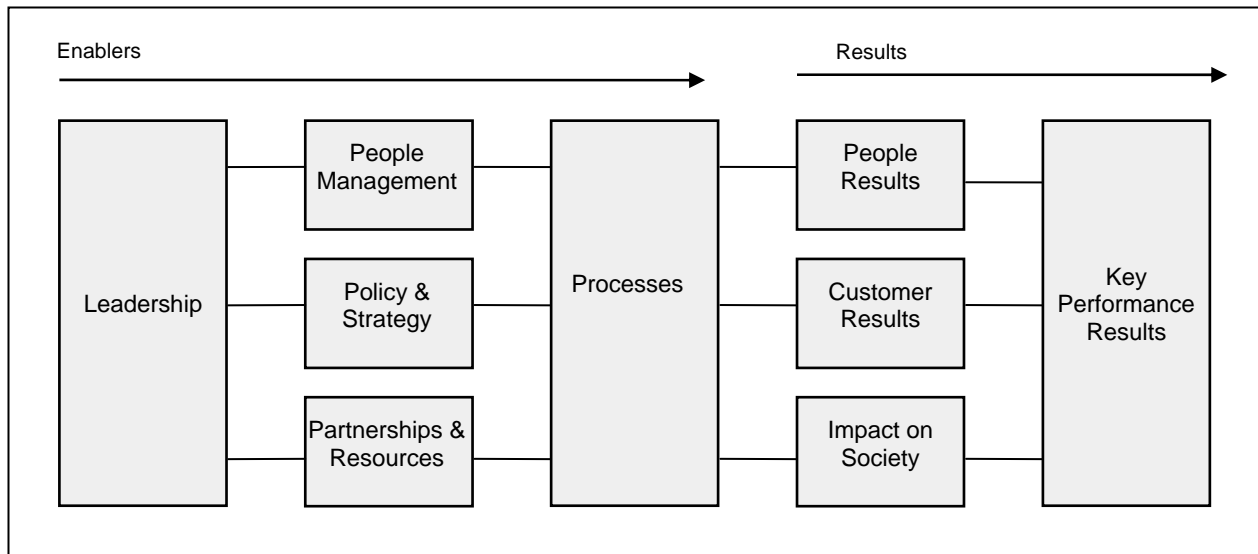 Enablers
Results
Leadership
People
Management
Policy &
Strategy
Partnerships &
Resources
Processes
People
Results
Customer
Results
Impact on
Society
Key
Performance
Results